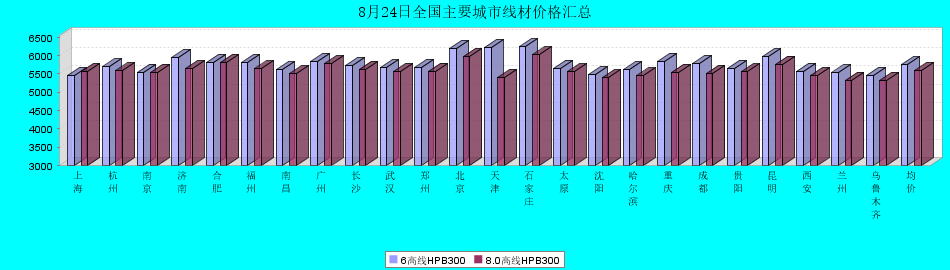 8月24日全国主要城市线材价格汇总
6500
6000
5500
5000
4500
4000
3500
3000
上海
杭州
南京
济南
合肥
福州
南昌
广州
长沙
武汉
郑州
北京
天津
石家庄
太原
沈阳
哈尔滨
重庆
成都
贵阳
昆明
西安
兰州
乌鲁木齐
均价
6高线HPB300
8.0高线HPB300